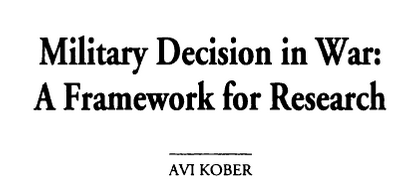 Military Decision in War:
A Framework for Research
AVI KOBER